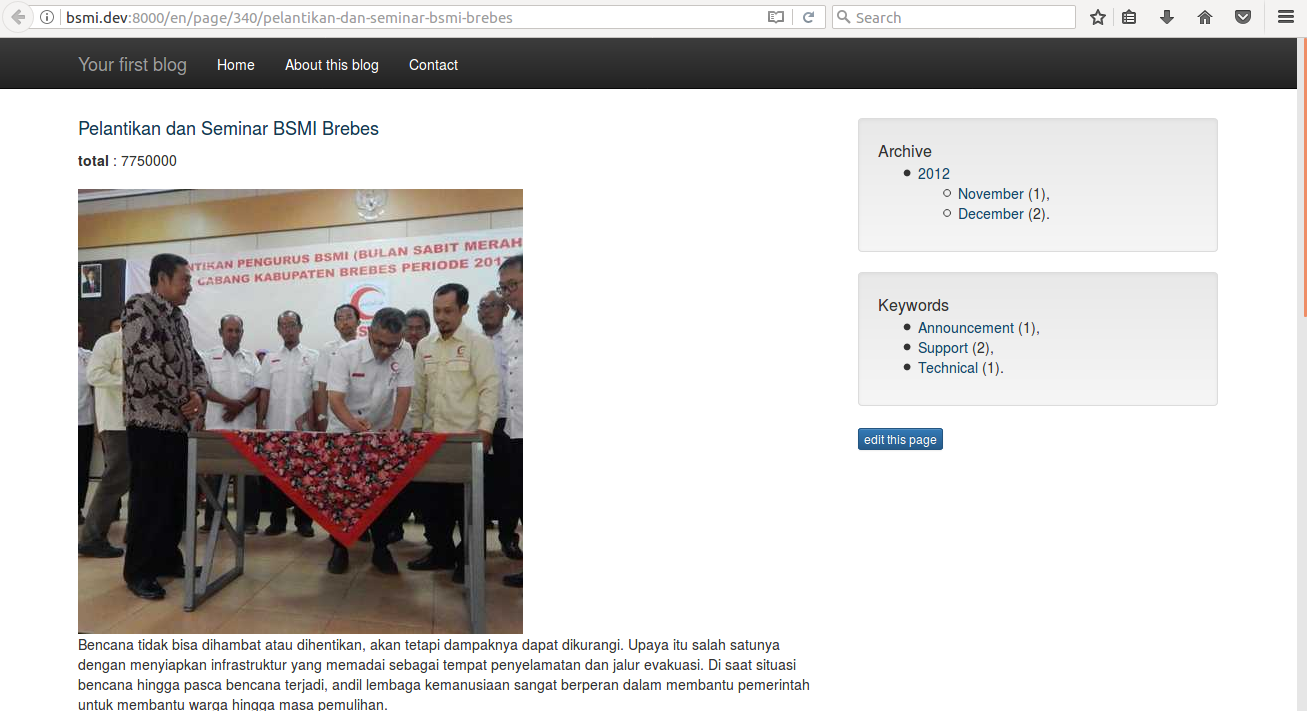 bsmi.dev:8000/en/page/340/pelantikan-dan-seminar-bsmi-brebes
Search
Your first blog
Home
About this blog
Contact
Pelantikan dan Seminar BSMI Brebes
total : 7750000
NTIKAN PENGURUS BSMI (BULAN SABIT MERAH
CABANG KABUPATEN BREBES PERIODE 201
Bencana tidak bisa dihambat atau dihentikan, akan tetapi dampaknya dapat dikurangi. Upaya itu salah satunya
dengan menyiapkan infrastruktur yang memadai sebagai tempat penyelamatan dan jalur evakuasi. Di saat situasi
bencana hingga pasca bencana terjadi, andil lembaga kemanusiaan sangat berperan dalam membantu pemerintah
untuk membantu warga hingga masa pemulihan.
Archive
2012
November (1),
December (2).
Keywords
Announcement (1),
Support (2),
Technical (1).
edit this page